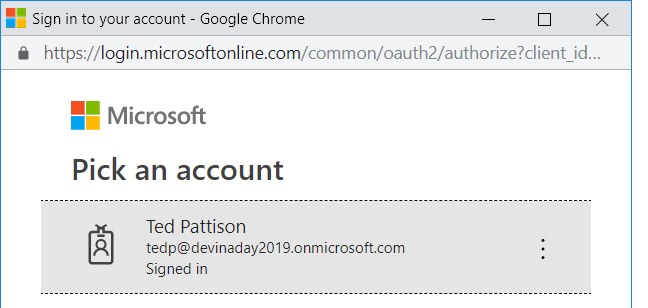 Sign in to your account - Google Chrome
https://login.microsoftonline.com/common/oauth2/authorize?client_id...
Microsoft
Pick an account
Ted Pattison
tedp@devinaday2019.onmicrosoft.com
Signed in